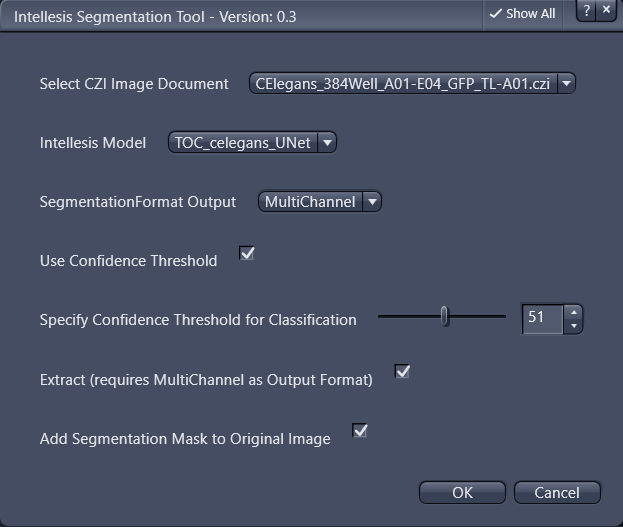 Intellesis Segmentation Tool - Version: 0.3
Show All
? ×
Select CZI Image Document CElegans_384Well_A01-E04_GFP_TL-A01.czi
Intellesis Model TOC_celegans_UNet
SegmentationFormat Output MultiChannel
Use Confidence Threshold
Specify Confidence Threshold for Classification 51
Extract (requires MultiChannel as Output Format)
Add Segmentation Mask to Original Image
OK Cancel